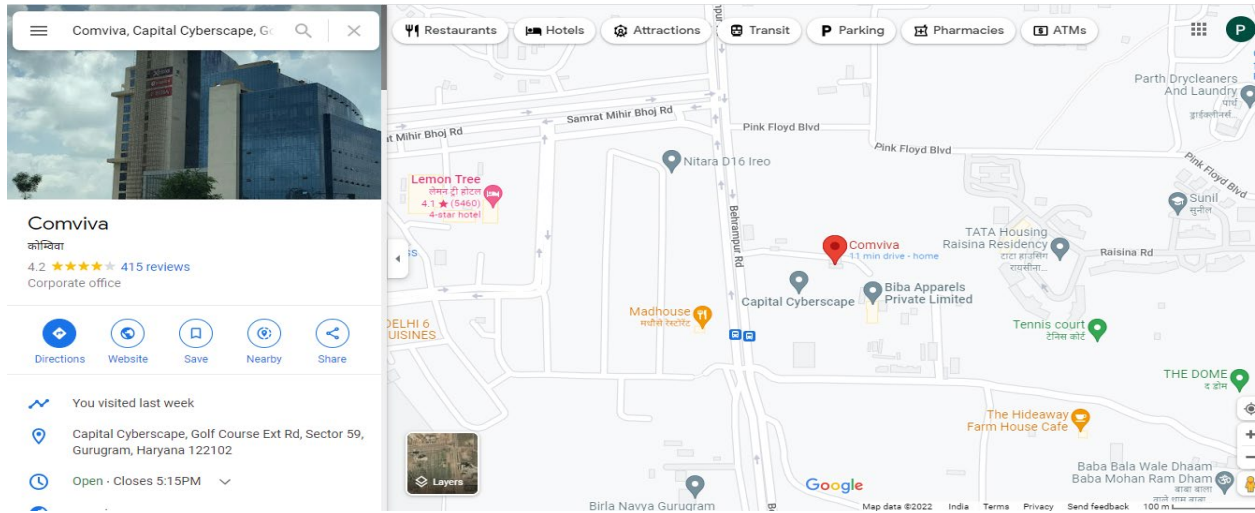 Comviva, Capital Cyberscape, Go
Comviva
कोम्विवा
4.2
415 reviews
Corporate office
Directions
Website
Save
Nearby
Share
You visited last week
Capital Cyberscape, Golf Course Ext Rd, Sector 59,
Gurugram, Haryana 122102
Open · Closes 5:15PM
Restaurants
Hotels
Attractions
Transit
Parking
Pharmacies
ATMs
P
Parth Drycleaners
And Laundry
पार्थ
ड्राईक्लीनर्स
Samrat Mihir Bhoj Rd
t Mihir Bhoj Rd
Pink Floyd Blvd
Pink Floyd Blvd
Pink Floyd Blvd
Nitara D16 Ireo
Lemon Tree
लेमन ट्री होटल
4.1 ★ (5460)
4-star hotel
Behrampur Rd
Sunil
सुनील
TATA Housing
Raisina Residency
टाटा हाउसिंग
रायसीना...
Raisina Rd
Comviva
11 min drive - home
Capital Cyberscape
Biba Apparels
Private Limited
Madhouse
DELHI 6
UISINES
Tennis court
टेनिस कोर्ट
THE DOME
द डोम
The Hideaway
Farm House Cafe
Baba Bala Wale Dhaam
Baba Mohan Ram Dham
बाबा बाला
Layers
Google
Birla Navya Gurugram
Map data ©2022
India
Terms
Privacy
Send feedback
100 m